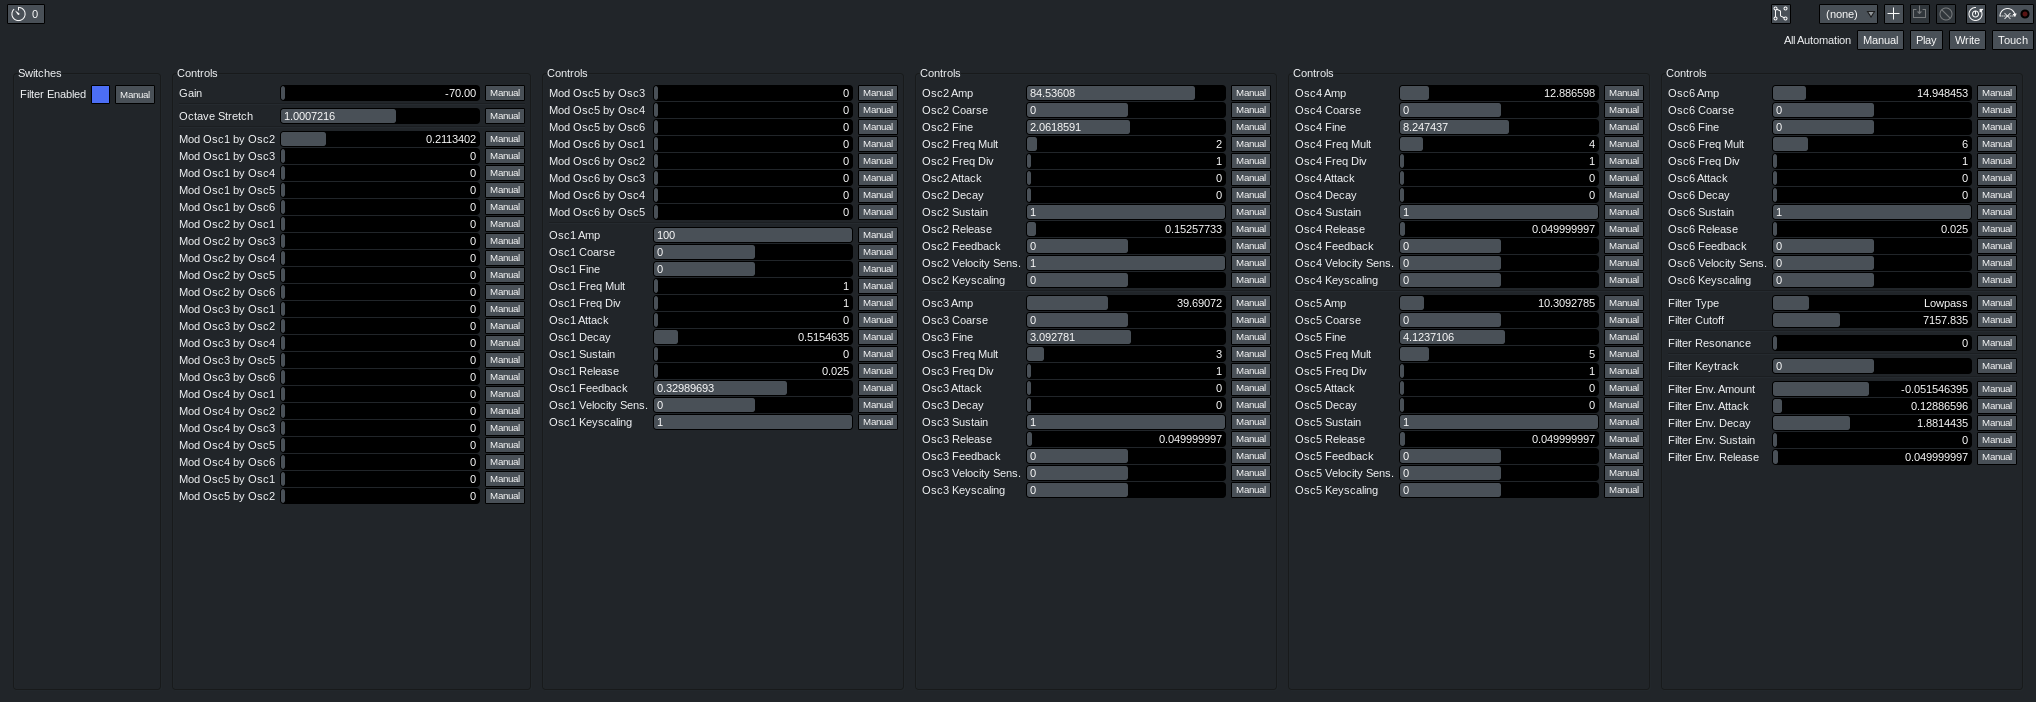 0
(none)
All Automation Manual Play Write Touch
Switches
Filter Enabled Manual
Controls
Gain -70.00 Manual
Octave Stretch 1.0007216 Manual
Mod Osc1 by Osc2 0.2113402 Manual
Mod Osc1 by Osc3 0 Manual
Mod Osc1 by Osc4 0 Manual
Mod Osc1 by Osc5 0 Manual
Mod Osc1 by Osc6 0 Manual
Mod Osc2 by Osc1 0 Manual
Mod Osc2 by Osc3 0 Manual
Mod Osc2 by Osc4 0 Manual
Mod Osc2 by Osc5 0 Manual
Mod Osc2 by Osc6 0 Manual
Mod Osc3 by Osc1 0 Manual
Mod Osc3 by Osc2 0 Manual
Mod Osc3 by Osc4 0 Manual
Mod Osc3 by Osc5 0 Manual
Mod Osc3 by Osc6 0 Manual
Mod Osc4 by Osc1 0 Manual
Mod Osc4 by Osc2 0 Manual
Mod Osc4 by Osc3 0 Manual
Mod Osc4 by Osc5 0 Manual
Mod Osc4 by Osc6 0 Manual
Mod Osc5 by Osc1 0 Manual
Mod Osc5 by Osc2 0 Manual
Controls
Mod Osc5 by Osc3 0 Manual
Mod Osc5 by Osc4 0 Manual
Mod Osc5 by Osc6 0 Manual
Mod Osc6 by Osc1 0 Manual
Mod Osc6 by Osc2 0 Manual
Mod Osc6 by Osc3 0 Manual
Mod Osc6 by Osc4 0 Manual
Mod Osc6 by Osc5 0 Manual
Osc1 Amp 100 Manual
Osc1 Coarse 0 Manual
Osc1 Fine 0 Manual
Osc1 Freq Mult 1 Manual
Osc1 Freq Div 1 Manual
Osc1 Attack 0 Manual
Osc1 Decay 0.5154635 Manual
Osc1 Sustain 0 Manual
Osc1 Release 0.025 Manual
Osc1 Feedback 0.32989693 Manual
Osc1 Velocity Sens. 0 Manual
Osc1 Keyscaling 1 Manual
Controls
Osc2 Amp 84.53608 Manual
Osc2 Coarse 0 Manual
Osc2 Fine 2.0618591 Manual
Osc2 Freq Mult 2 Manual
Osc2 Freq Div 1 Manual
Osc2 Attack 0 Manual
Osc2 Decay 0 Manual
Osc2 Sustain 1 Manual
Osc2 Release 0.15257733 Manual
Osc2 Feedback 0 Manual
Osc2 Velocity Sens. 1 Manual
Osc2 Keyscaling 0 Manual
Osc3 Amp 39.69072 Manual
Osc3 Coarse 0 Manual
Osc3 Fine 3.092781 Manual
Osc3 Freq Mult 3 Manual
Osc3 Freq Div 1 Manual
Osc3 Attack 0 Manual
Osc3 Decay 0 Manual
Osc3 Sustain 1 Manual
Osc3 Release 0.049999997 Manual
Osc3 Feedback 0 Manual
Osc3 Velocity Sens. 0 Manual
Osc3 Keyscaling 0 Manual
Controls
Osc4 Amp 12.886598 Manual
Osc4 Coarse 0 Manual
Osc4 Fine 8.247437 Manual
Osc4 Freq Mult 4 Manual
Osc4 Freq Div 1 Manual
Osc4 Attack 0 Manual
Osc4 Decay 0 Manual
Osc4 Sustain 1 Manual
Osc4 Release 0.049999997 Manual
Osc4 Feedback 0 Manual
Osc4 Velocity Sens. 0 Manual
Osc4 Keyscaling 0 Manual
Osc5 Amp 10.3092785 Manual
Osc5 Coarse 0 Manual
Osc5 Fine 4.1237106 Manual
Osc5 Freq Mult 5 Manual
Osc5 Freq Div 1 Manual
Osc5 Attack 0 Manual
Osc5 Decay 0 Manual
Osc5 Sustain 1 Manual
Osc5 Release 0.049999997 Manual
Osc5 Feedback 0 Manual
Osc5 Velocity Sens. 0 Manual
Osc5 Keyscaling 0 Manual
Controls
Osc6 Amp 14.948453 Manual
Osc6 Coarse 0 Manual
Osc6 Fine 0 Manual
Osc6 Freq Mult 6 Manual
Osc6 Freq Div 1 Manual
Osc6 Attack 0 Manual
Osc6 Decay 0 Manual
Osc6 Sustain 1 Manual
Osc6 Release 0.025 Manual
Osc6 Feedback 0 Manual
Osc6 Velocity Sens. 0 Manual
Osc6 Keyscaling 0 Manual
Filter Type Lowpass Manual
Filter Cutoff 7157.835 Manual
Filter Resonance 0 Manual
Filter Keytrack 0 Manual
Filter Env. Amount -0.051546395 Manual
Filter Env. Attack 0.12886596 Manual
Filter Env. Decay 1.8814435 Manual
Filter Env. Sustain 0 Manual
Filter Env. Release 0.049999997 Manual